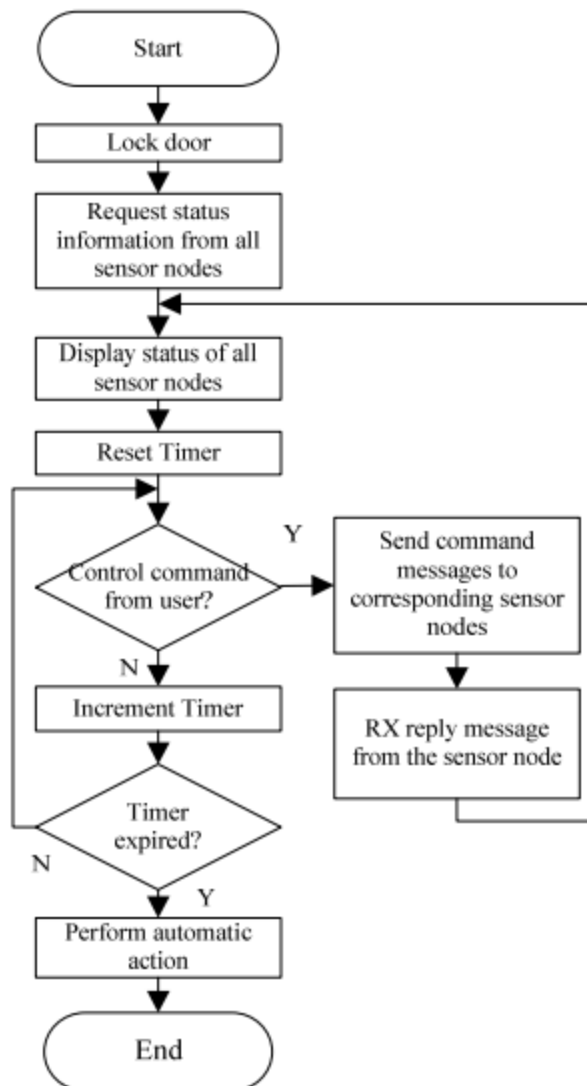 Start
Lock door
Request status
information from all
sensor nodes
Display status of all
sensor nodes
Reset Timer
Control command
from user?
Y
Send command
messages to
corresponding sensor
nodes
N
Increment Timer
RX reply message
from the sensor node
Timer
expired?
N
Y
Perform automatic
action
End